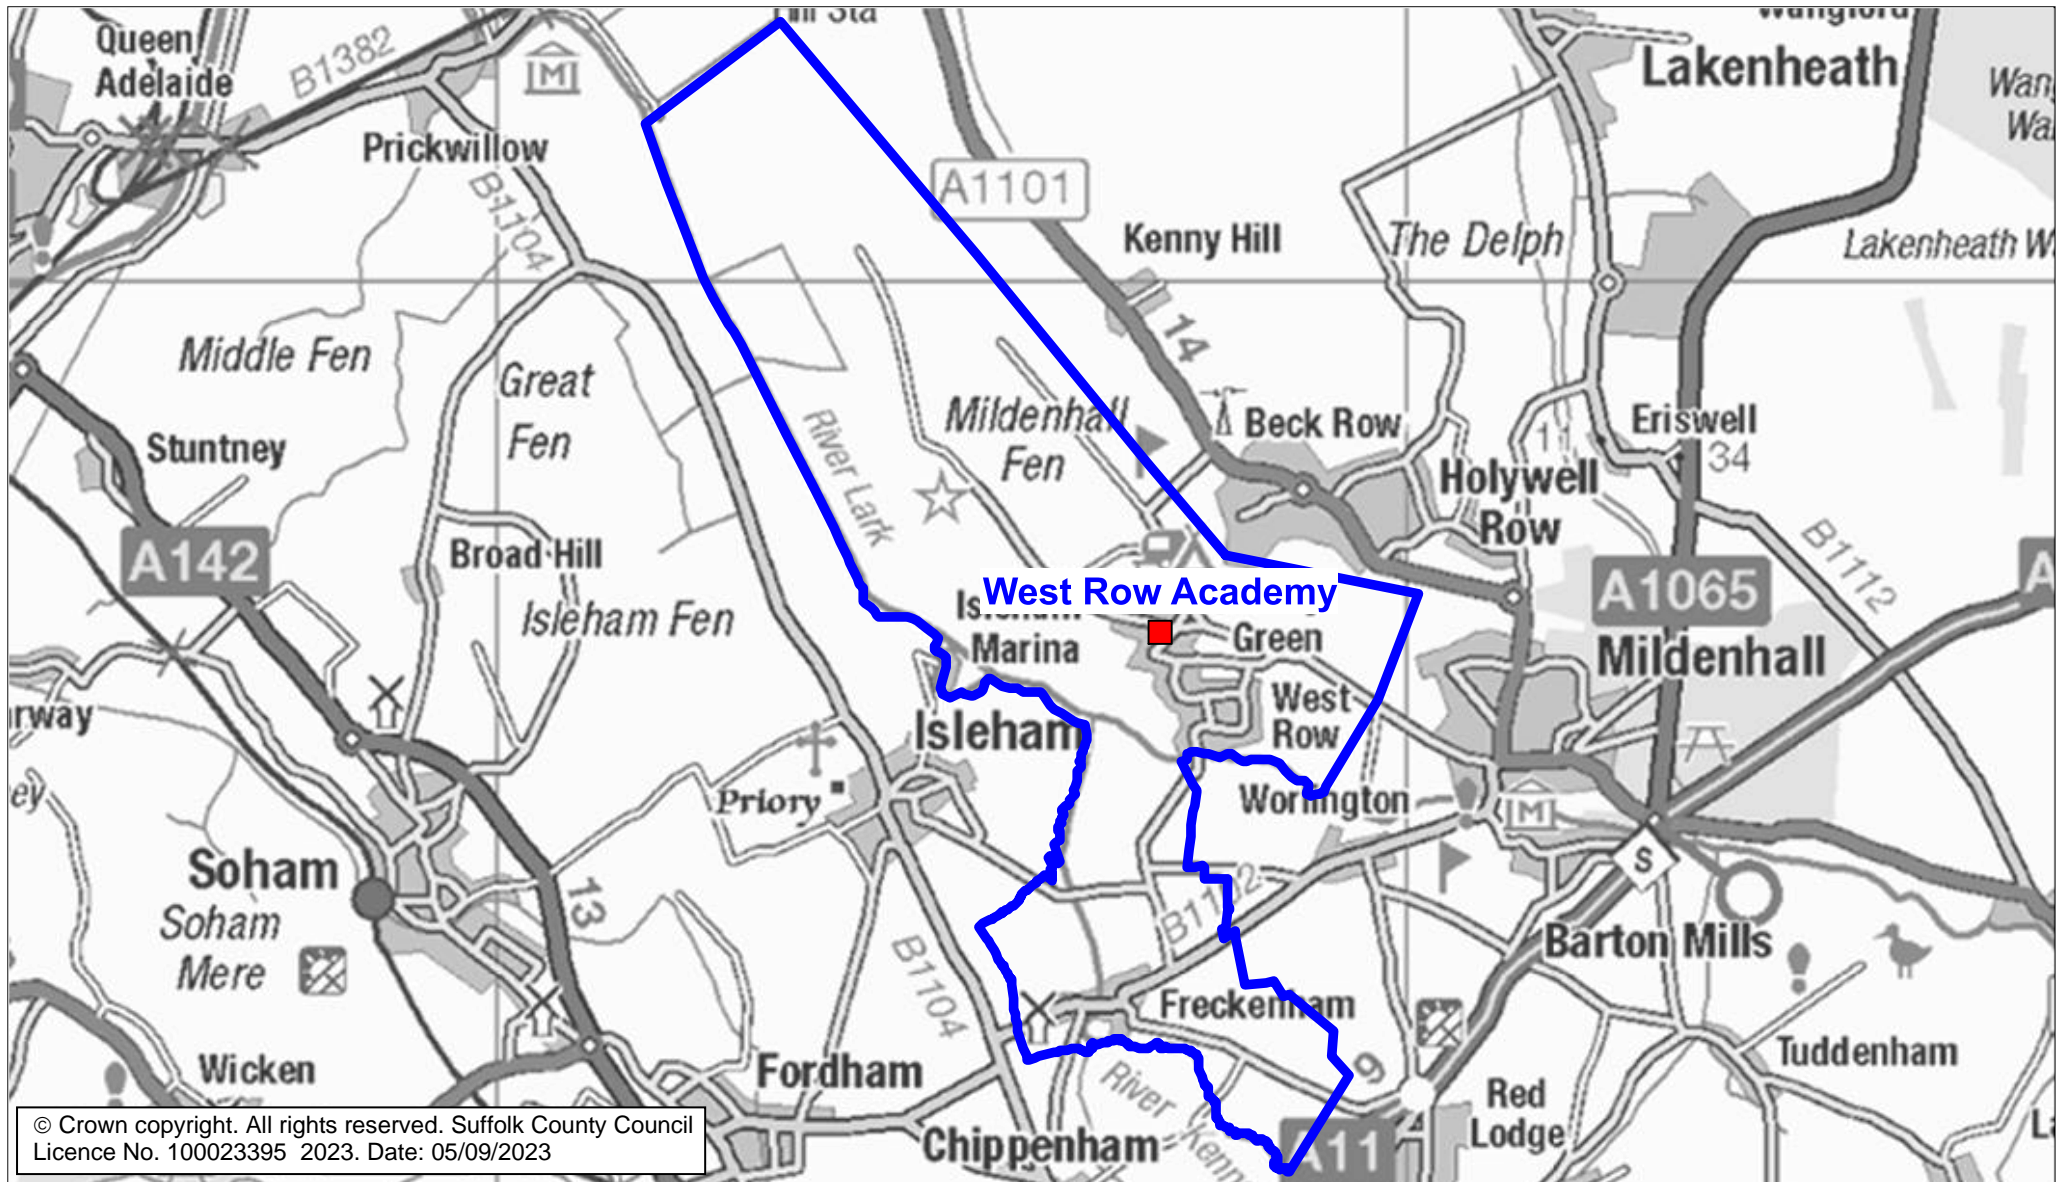 Queen
Adelaide
B1382
Prickwillow
B1104
A1101
Kenny Hill
14
Lakenheath
The Delph
Middle Fen
Great
Fen
Stuntney
River Lark
Mildenhall
Fen
Beck Row
Eriswell
11
34
Holywell
Row
B1112
A142
Broad Hill
Isleham Fen
West Row Academy
Marina
Green
A1065
Mildenhall
West
Row
Isleham
Priory
Worlington
Soham
Soham
Mere
13
B1104
S
Barton Mills
Freckenham
9
Wicken
Fordham
River
Tuddenham
Red
Lodge
Chippenham
A11
© Crown copyright. All rights reserved. Suffolk County Council
Licence No. 100023395 2023. Date: 05/09/2023